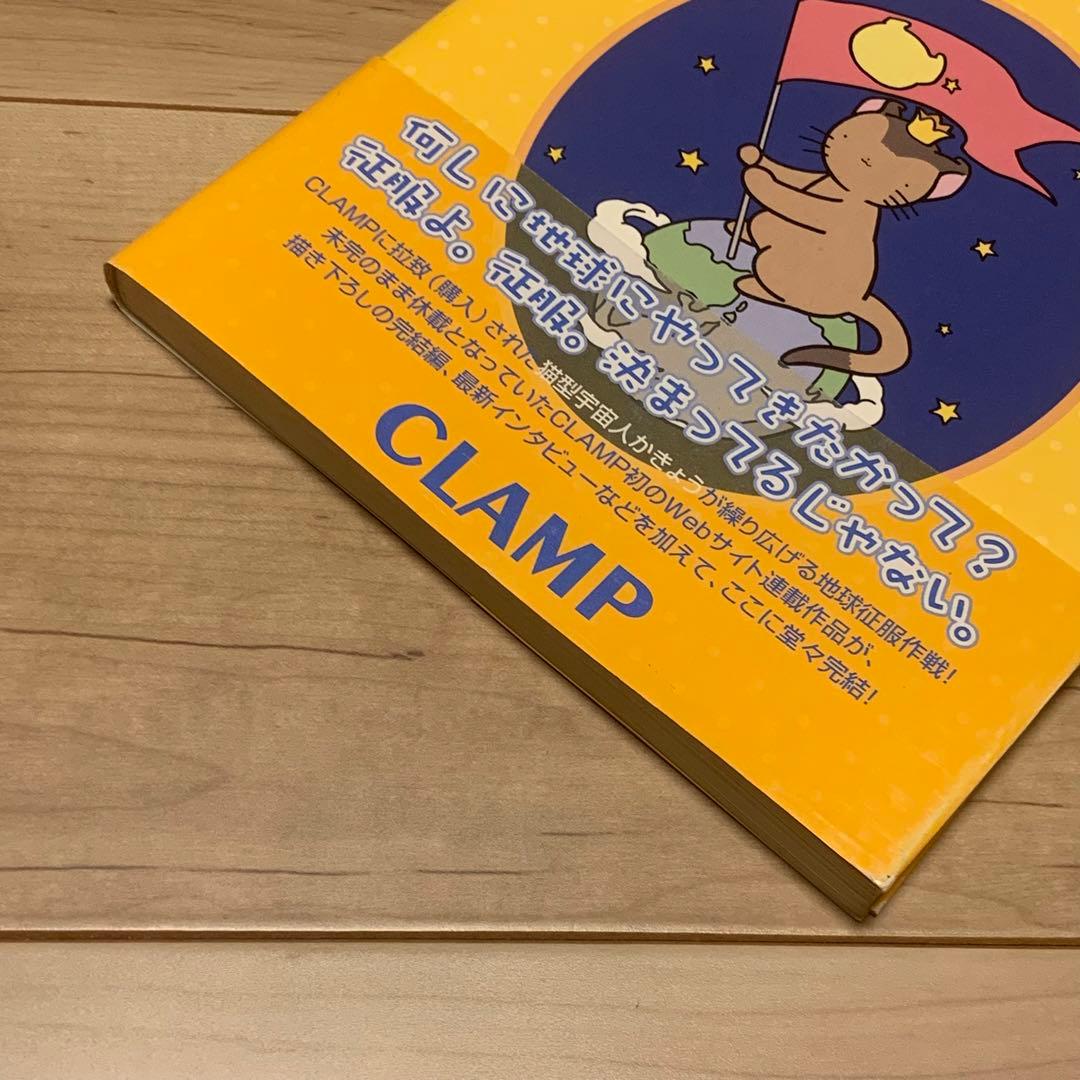 何しに地球にやってきたかって?
征服よ。征服。決まってるじゃない。
CLAMPに拉致(購入)された猫型宇宙人かきょうが繰り広げる地球征服作戦!
未完のまま休載となっていたCLAMP初のWebサイト連載作品が、
描き下ろしの完結編、最新インタビューなどを加えて、ここに堂々完結!
CLAMP